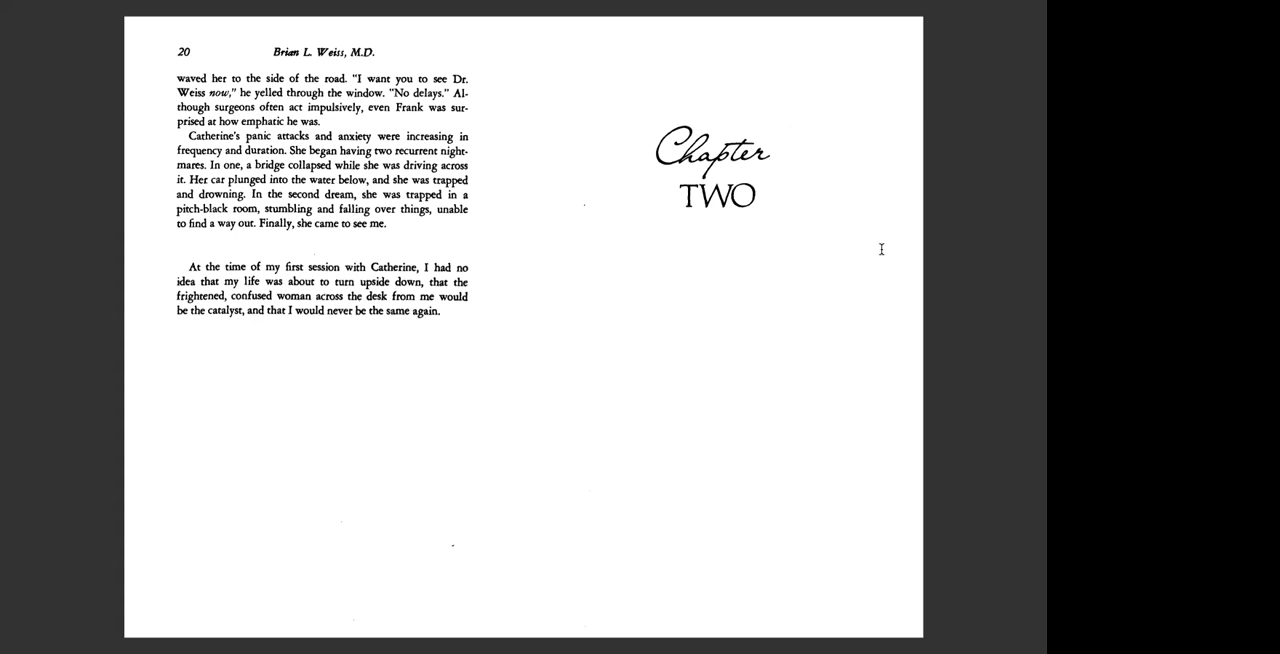 20
Brian L. Weiss, M.D.
waved her to the side of the road. "I want you to see Dr.
Weiss now," he yelled through the window. "No delays." Al-
though surgeons often act impulsively, even Frank was sur-
prised at how emphatic he was.
Catherine's panic attacks and anxiety were increasing in
frequency and duration. She began having two recurrent night-
mares. In one, a bridge collapsed while she was driving across
it. Her car plunged into the water below, and she was trapped
and drowning. In the second dream, she was trapped in a
pitch-black room, stumbling and falling over things, unable
to find a way out. Finally, she came to see me.
At the time of my first session with Catherine, I had no
idea that my life was about to turn upside down, that the
frightened, confused woman across the desk from me would
be the catalyst, and that I would never be the same again.
Chapter
TWO